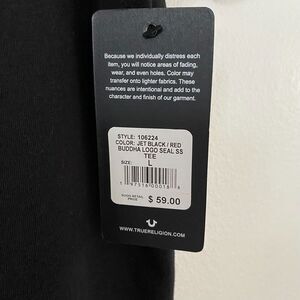 Because we individually distress each
item, you will notice areas of fading,
wear, and even holes. Color may
transfer onto lighter fabrics. These
nuances are intentional and add to the
character and finish of our garment.
STYLE: 106224
COLOR: JET BLACK / RED
BUDDHA LOGO SEAL SS
TEE
SIZE:
L
$ 59.00
PRICE
WWW.TRUERELIGION.COM